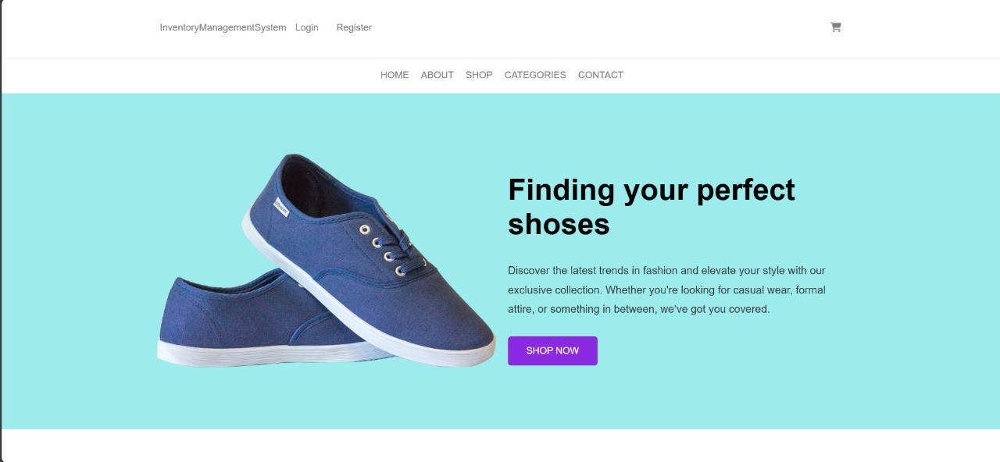 InventoryManagementSystem Login Register
HOME ABOUT SHOP CATEGORIES CONTACT
Finding your perfect
shoses
Discover the latest trends in fashion and elevate your style with our
exclusive collection. Whether you're looking for casual wear, formal
attire, or something in between, we've got you covered.
SHOP NOW